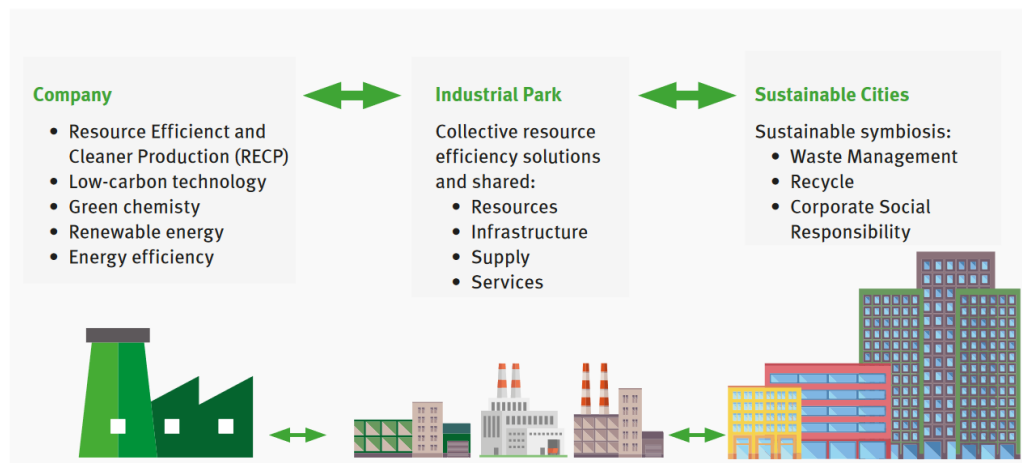 Company
• Resource Efficienct and
Cleaner Production (RECP)
• Low-carbon technology
• Green chemisty
• Renewable energy
• Energy efficiency
Industrial Park
Collective resource
efficiency solutions
and shared:
• Resources
• Infrastructure
• Supply
• Services
Sustainable Cities
Sustainable symbiosis:
• Waste Management
• Recycle
• Corporate Social
Responsibility